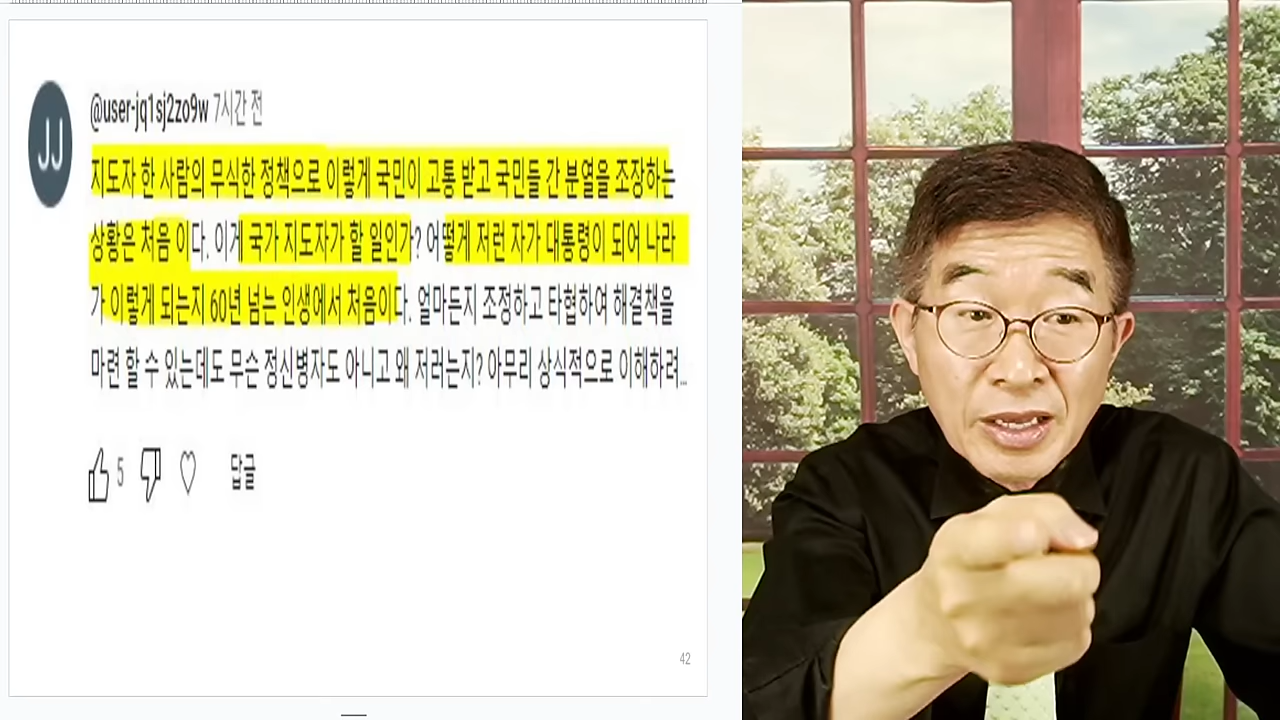 JJ
@user-jq1sj2zo9w 7시간 전
지도자 한 사람의 무식한 정책으로 이렇게 국민이 고통 받고 국민들 간 분열을 조장하는
상황은 처음 이다. 이게 국가 지도자가 할 일인가? 어떻게 저런 자가 대통령이 되어 나라
가 이렇게 되는지 60년 넘는 인생에서 처음이다. 얼마든지 조정하고 타협하여 해결책을
마련 할 수 있는데도 무슨 정신병자도 아니고 왜 저러는지? 아무리 상식적으로 이해하려...
5 답글
42